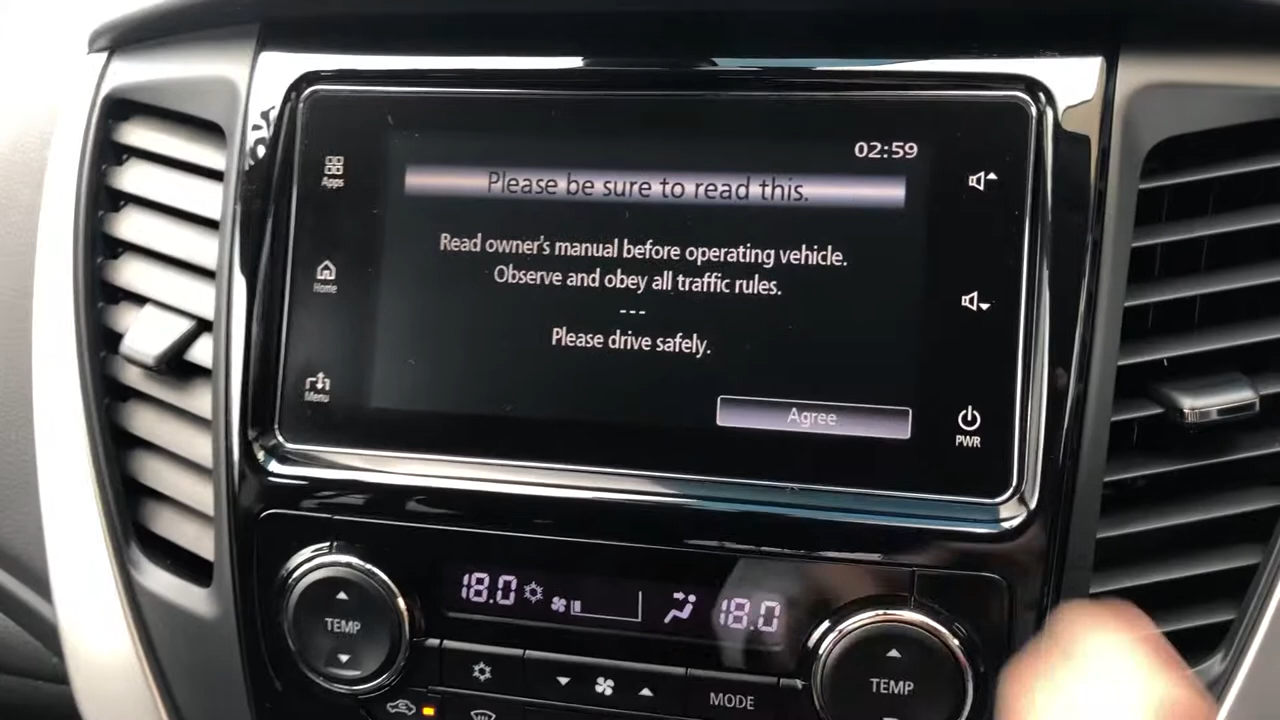 02:59
Apps
Please be sure to read this.
Read owner's manual before operating vehicle.
Observe and obey all traffic rules.
---
Please drive safely.
Home
Menu
Agree
PWR
18.0
18.0
TEMP
MODE
TEMP